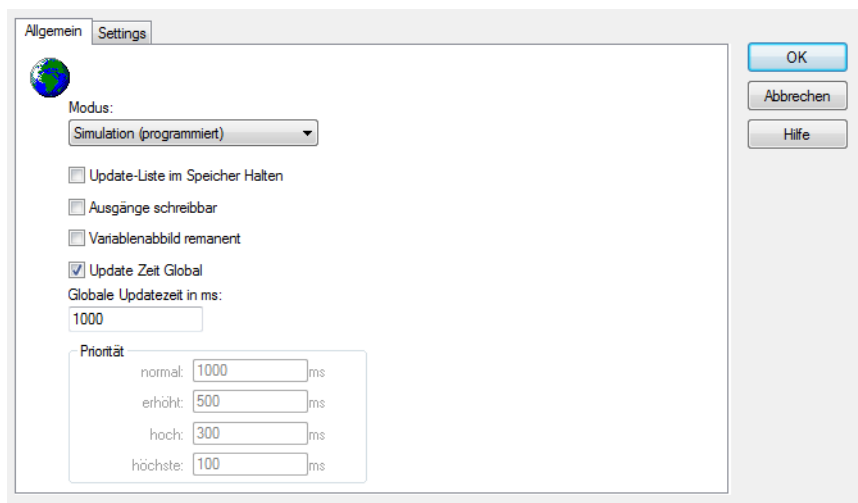 Allgemein Settings
OK
Abbrechen
Hilfe
Modus:
Simulation (programmiert)
Update-Liste im Speicher Halten
Ausgänge schreibbar
Variablenabbild remanent
Update Zeit Global
Globale Updatezeit in ms:
1000
Priorität
normal: 1000 ms
erhöht: 500 ms
hoch: 300 ms
höchste: 100 ms